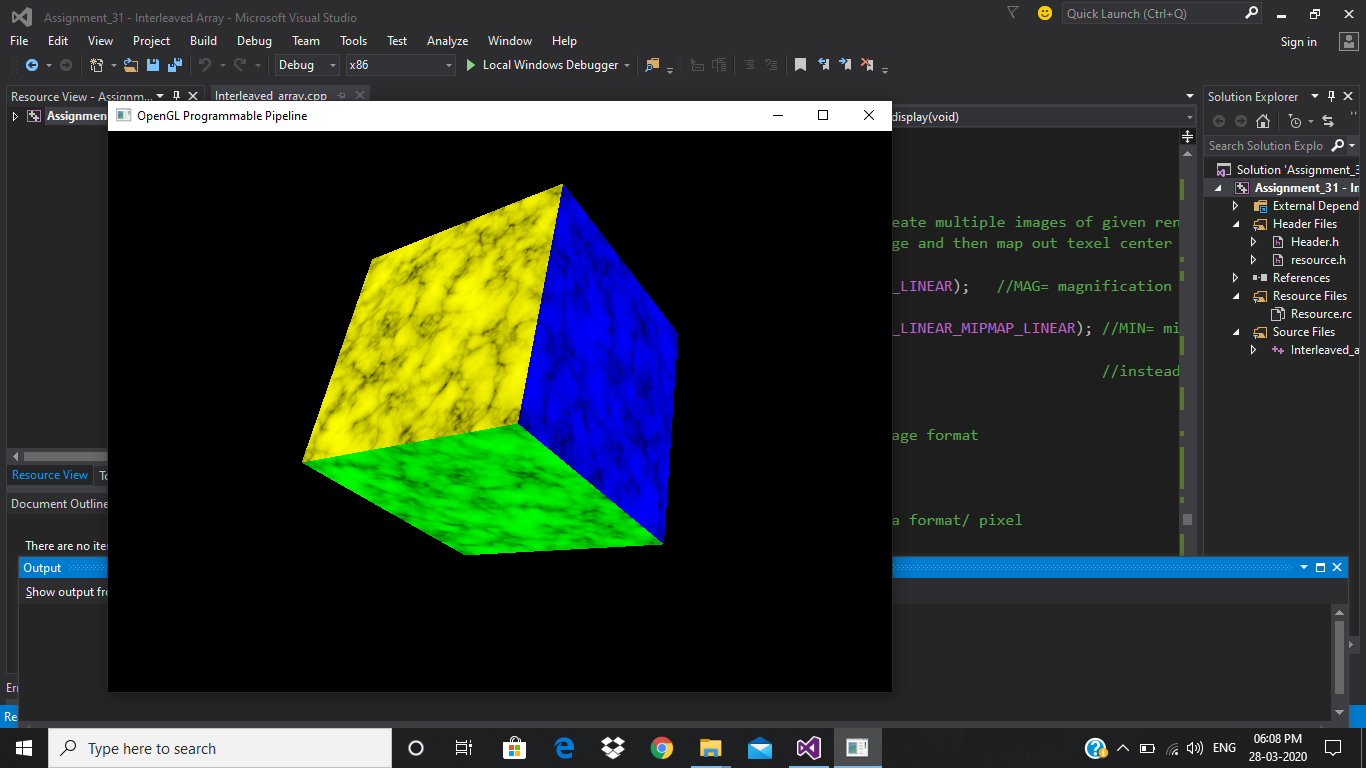 Assignment_31 - Interleaved Array - Microsoft Visual Studio
Quick Launch (Ctrl+Q)
File Edit View Project Build Debug Team Tools Test Analyze Window Help
Sign in
Debug x86 Local Windows Debugger
Resource View - Assignm...
Interleaved_array.cpp
Solution Explorer
Assignment
OpenGL Programmable Pipeline
display(void)
Search Solution Explo
Solution 'Assignment_3
Assignment_31 - In
External Depend
Header Files
Header.h
resource.h
References
Resource Files
Resource.rc
Source Files
Interleaved_a
eate multiple images of given ren
ge and then map out texel center
_LINEAR); //MAG= magnification
_LINEAR_MIPMAP_LINEAR); //MIN= mi
//instead
age format
a format/ pixel
Resource View To
Document Outline
There are no iter
Output
Show output fro
Err
Re
Type here to search
ENG
06:08 PM
28-03-2020